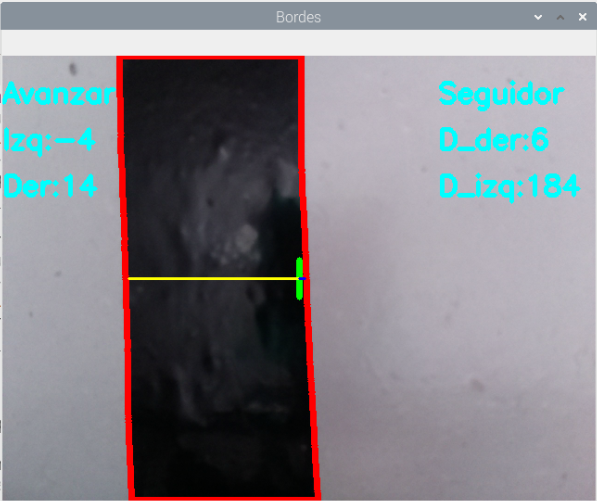 Bordes
Avanzar
Izq:-4
Der:14
Seguidor
D_der:6
D_izq:184